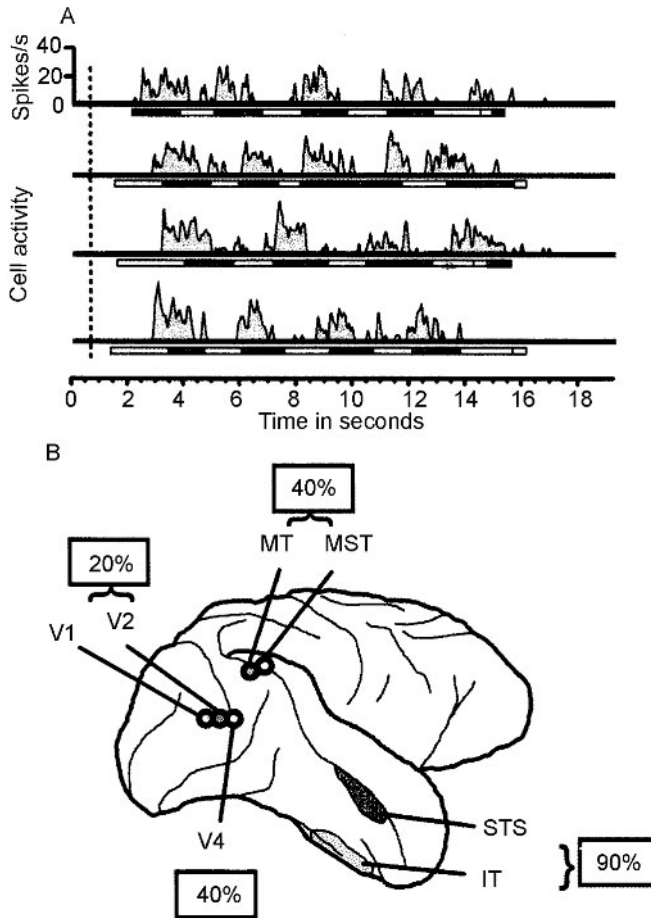 A
Spikes/s
40
20
0
Cell activity
0 2 4 6 8 10 12 14 16 18
Time in seconds
B
40%
MT MST
20%
V2
V1
V4
40%
STS
IT
90%